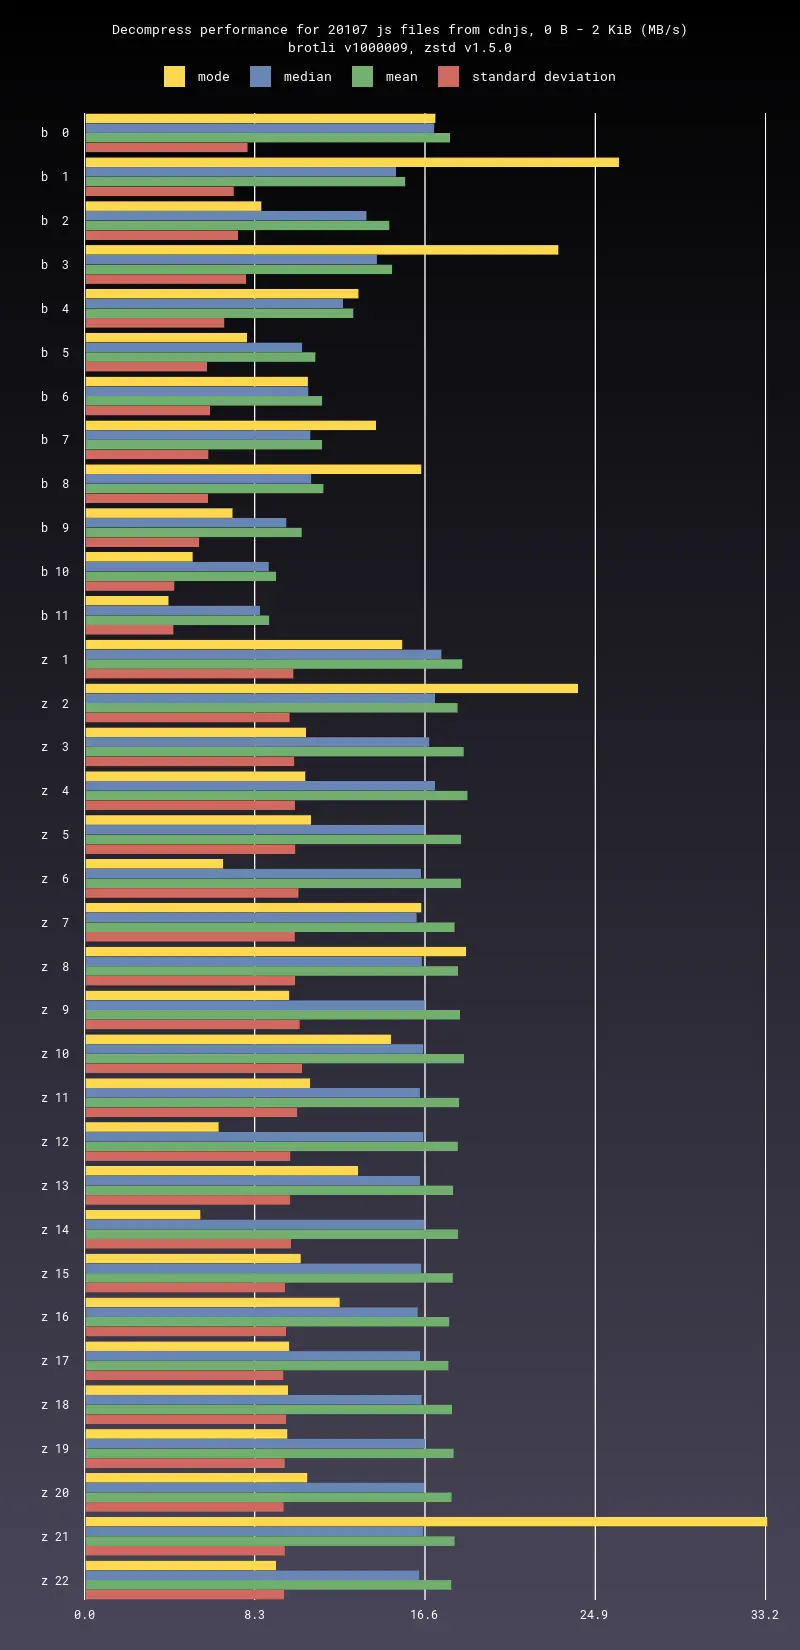 Decompress performance for 20107 js files from cdnjs, 0 B - 2 KiB (MB/s)
brotli v1000009, zstd v1.5.0
mode median mean standard deviation
b 0
b 1
b 2
b 3
b 4
b 5
b 6
b 7
b 8
b 9
b 10
b 11
z 1
z 2
z 3
z 4
z 5
z 6
z 7
z 8
z 9
z 10
z 11
z 12
z 13
z 14
z 15
z 16
z 17
z 18
z 19
z 20
z 21
z 22
0.0 8.3 16.6 24.9 33.2